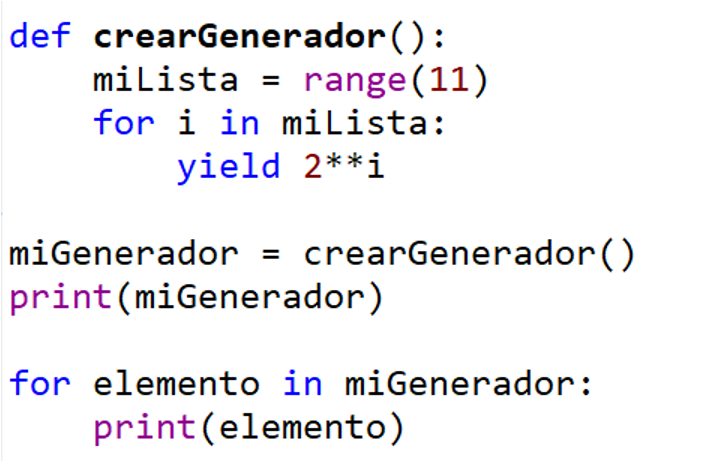 def crearGenerador():
    miLista = range(11)
    for i in miLista:
        yield 2**i

miGenerador = crearGenerador()
print(miGenerador)

for elemento in miGenerador:
    print(elemento)